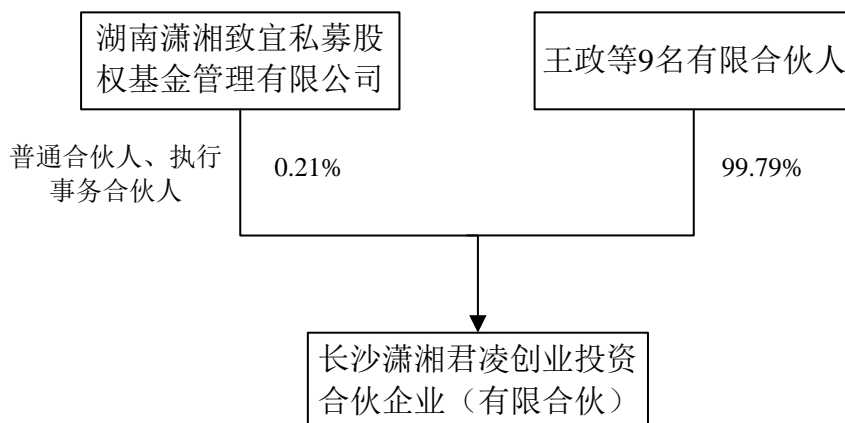 湖南潇湘致宜私募股
权基金管理有限公司
王政等9名有限合伙人
普通合伙人、执行
事务合伙人
0.21%
99.79%
长沙潇湘君凌创业投资
合伙企业（有限合伙）